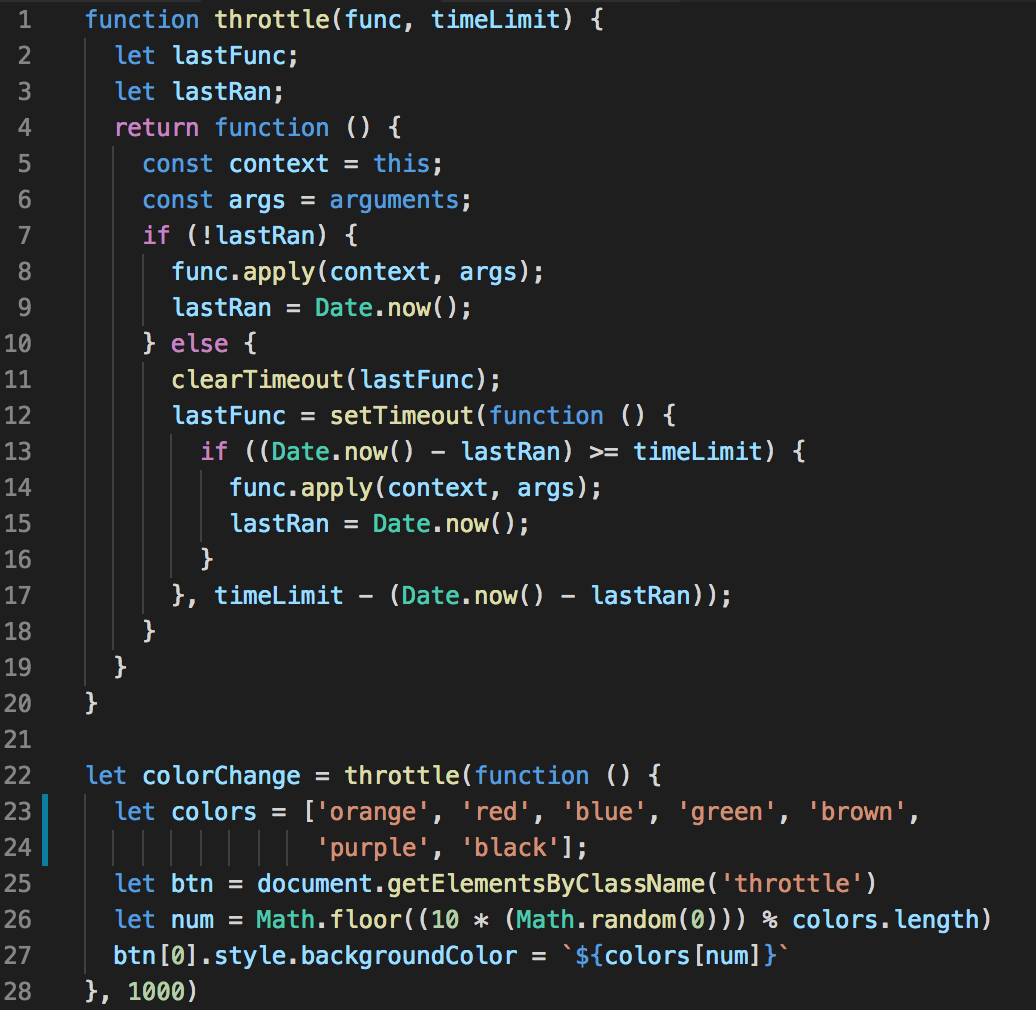 1 function throttle(func, timeLimit) {
2   let lastFunc;
3   let lastRan;
4   return function () {
5     const context = this;
6     const args = arguments;
7     if (!lastRan) {
8       func.apply(context, args);
9       lastRan = Date.now();
10     } else {
11       clearTimeout(lastFunc);
12       lastFunc = setTimeout(function () {
13         if ((Date.now() - lastRan) >= timeLimit) {
14           func.apply(context, args);
15           lastRan = Date.now();
16         }
17       }, timeLimit - (Date.now() - lastRan));
18     }
19   }
20 }
21
22 let colorChange = throttle(function () {
23   let colors = ['orange', 'red', 'blue', 'green', 'brown',
24                 'purple', 'black'];
25   let btn = document.getElementsByClassName('throttle')
26   let num = Math.floor((10 * (Math.random(0))) % colors.length)
27   btn[0].style.backgroundColor = `${colors[num]}`
28 }, 1000)